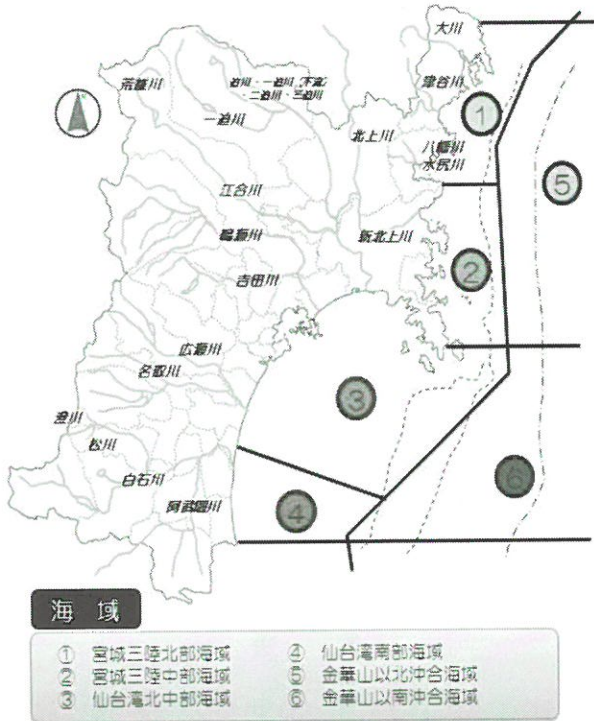 大川
荒雄川
迫川・一迫川(下流)
・二迫川・三迫川
津谷川
①
一迫川
北上川
八幡川
水尻川
⑤
江合川
鳴瀬川
新北上川
②
吉田川
広瀬川
名取川
③
澄川
松川
白石川
⑥
阿武隈川
④
海域
① 宮城三陸北部海域
② 宮城三陸中部海域
③ 仙台湾北中部海域
④ 仙台湾南部海域
⑤ 金華山以北沖合海域
⑥ 金華山以南沖合海域